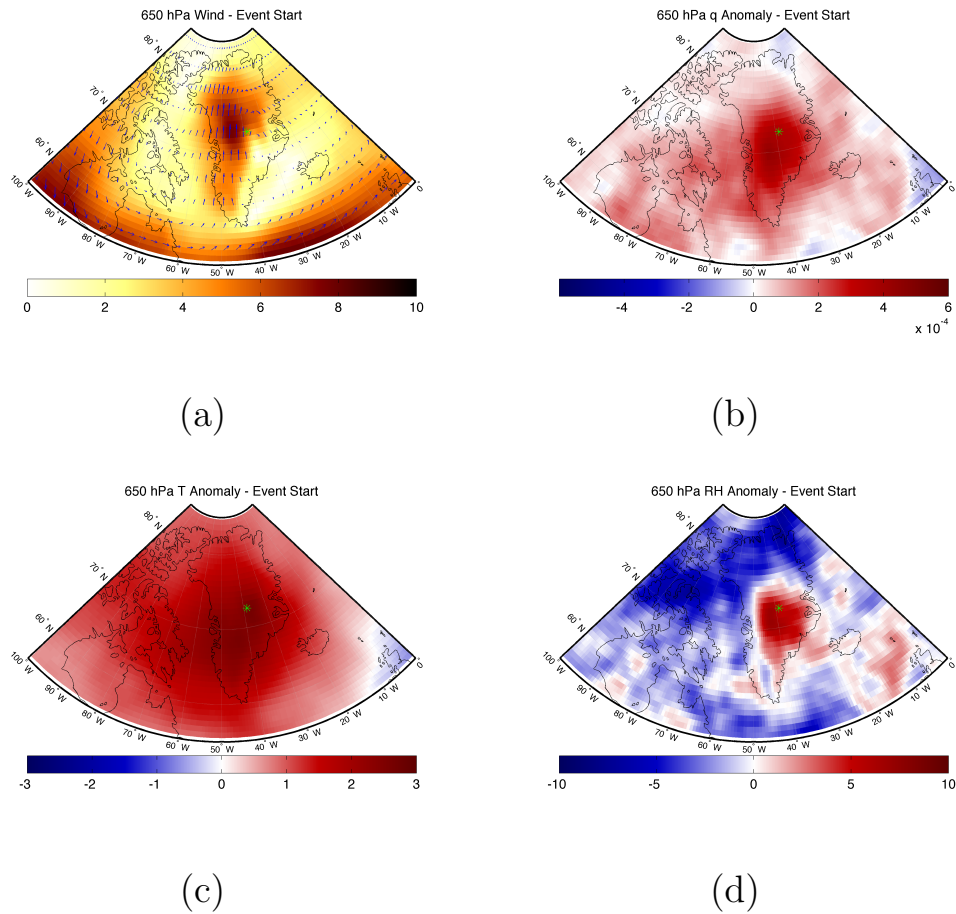 650 hPa Wind - Event Start
80° N
70° N
60° N
100° W
90° W
80° W
70° W
60° W
50° W
40° W
30° W
20° W
10° W
0
0 2 4 6 8 10
(a)
650 hPa q Anomaly - Event Start
80° N
70° N
60° N
100° W
90° W
80° W
70° W
60° W
50° W
40° W
30° W
20° W
10° W
0
-4 -2 0 2 4 6
x 10-4
(b)
650 hPa T Anomaly - Event Start
80° N
70° N
60° N
100° W
90° W
80° W
70° W
60° W
50° W
40° W
30° W
20° W
10° W
0
-3 -2 -1 0 1 2 3
(c)
650 hPa RH Anomaly - Event Start
80° N
70° N
60° N
100° W
90° W
80° W
70° W
60° W
50° W
40° W
30° W
20° W
10° W
0
-10 -5 0 5 10
(d)